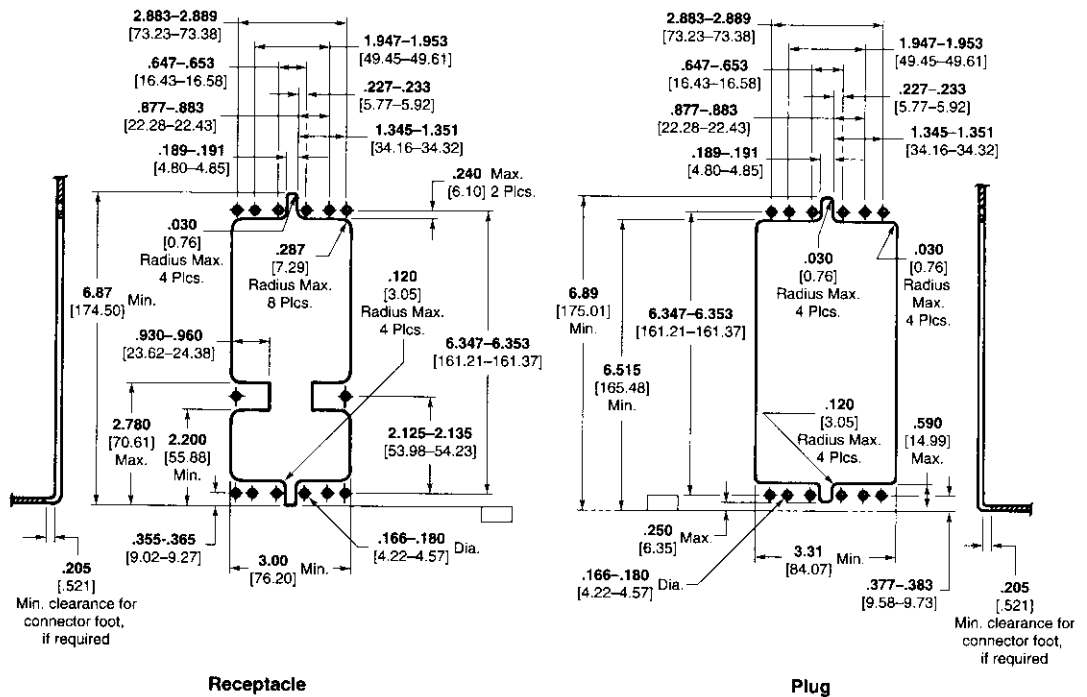 2.883–2.889
[73.23–73.38]
1.947–1.953
[49.45–49.61]
.647–.653
[16.43–16.58]
.227–.233
[5.77–5.92]
.877–.883
[22.28–22.43]
1.345–1.351
[34.16–34.32]
.189–.191
[4.80–4.85]
.240 Max.
[6.10] 2 Plcs.
.030
[0.76]
Radius Max.
4 Plcs.
.287
[7.29]
Radius Max.
8 Plcs.
.120
[3.05]
Radius Max.
4 Plcs.
6.87 Min.
[174.50]
.930–.960
[23.62–24.38]
6.347–6.353
[161.21–161.37]
2.780
[70.61]
Max.
2.200
[55.88]
Min.
2.125–2.135
[53.98–54.23]
.355-.365
[9.02–9.27]
3.00 Min.
[76.20]
.166–.180 Dia.
[4.22–4.57]
.205
[.521]
Min. clearance for
connector foot,
if required
Receptacle
2.883–2.889
[73.23–73.38]
1.947–1.953
[49.45–49.61]
.647–.653
[16.43–16.58]
.227–.233
[5.77–5.92]
.877–.883
[22.28–22.43]
1.345–1.351
[34.16–34.32]
.189–.191
[4.80–4.85]
.030
[0.76]
Radius Max.
4 Plcs.
.030
[0.76]
Radius
Max.
4 Plcs.
6.89
[175.01]
Min.
6.347–6.353
[161.21–161.37]
6.515
[165.48]
Min.
.120
[3.05]
Radius Max.
4 Plcs.
.590
[14.99]
Max.
.250 Max.
[6.35]
3.31 Min.
[84.07]
.166–.180 Dia.
[4.22–4.57]
.377–.383
[9.58–9.73]
.205
[.521]
Min. clearance for
connector foot,
if required
Plug